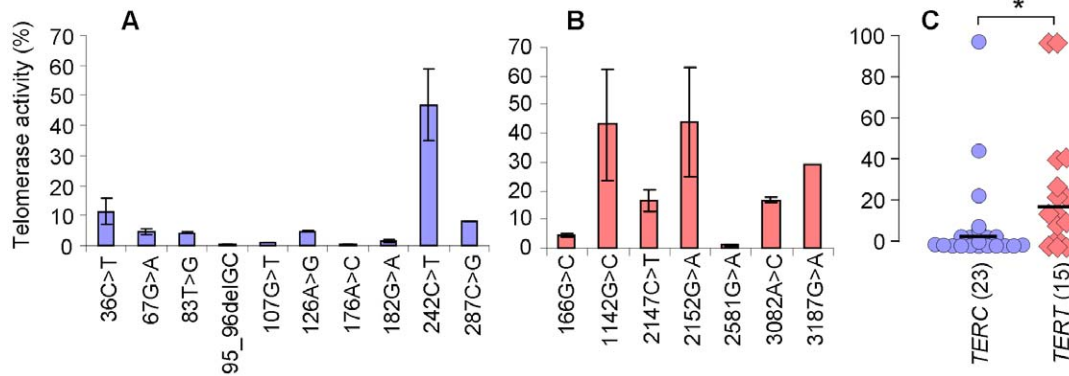 A
Telomerase activity (%)
70
60
50
40
30
20
10
0
36C>T
67G>A
83T>G
95_96delGC
107G>T
126A>G
176A>C
182G>A
242C>T
287C>G
B
70
60
50
40
30
20
10
0
166G>C
1142G>C
2147C>T
2152G>A
2581G>A
3082A>C
3187G>A
C
*
100
80
60
40
20
0
TERC (23)
TERT (15)